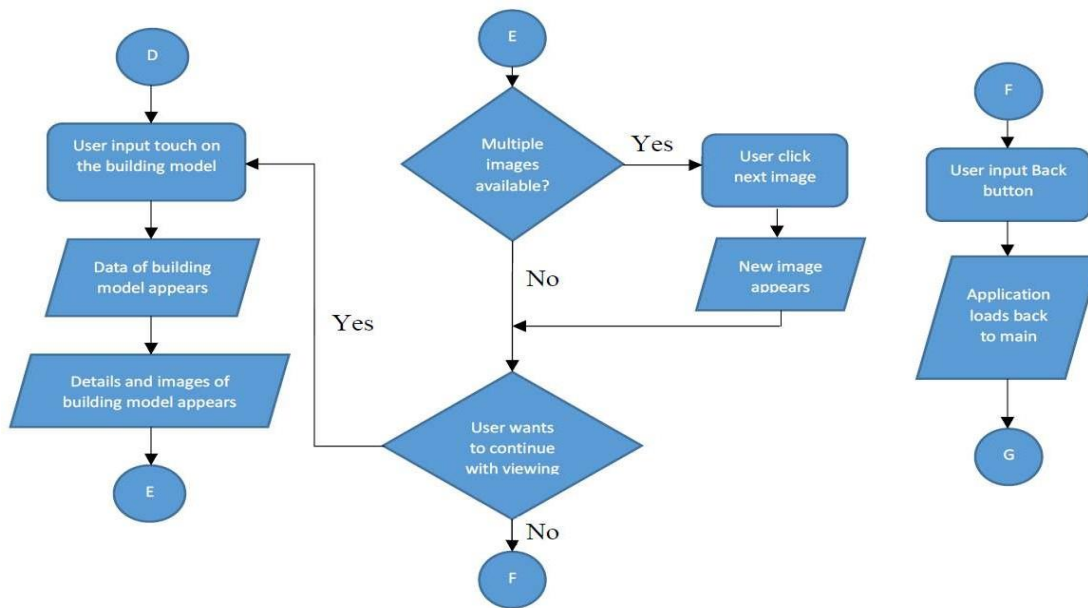 D
User input touch on
the building model
Data of building
model appears
Details and images of
building model appears
E
Yes
E
Multiple
images
available?
Yes
User click
next image
New image
appears
No
User wants
to continue
with viewing
No
F
F
User input Back
button
Application
loads back
to main
G